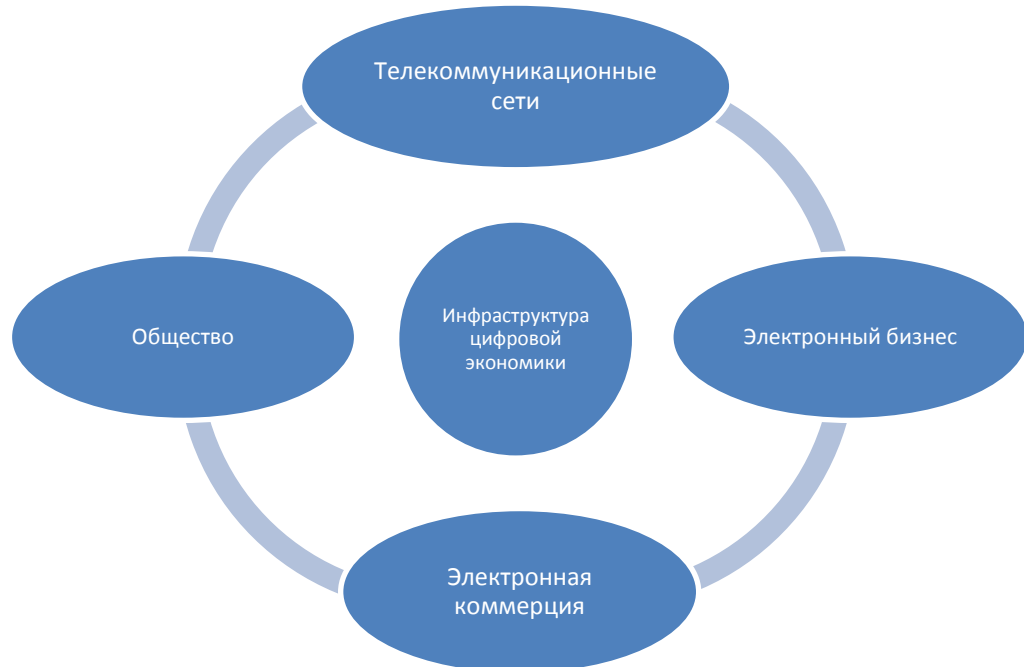 Телекоммуникационные
сети
Инфраструктура
цифровой
экономики
Общество
Электронный бизнес
Электронная
коммерция